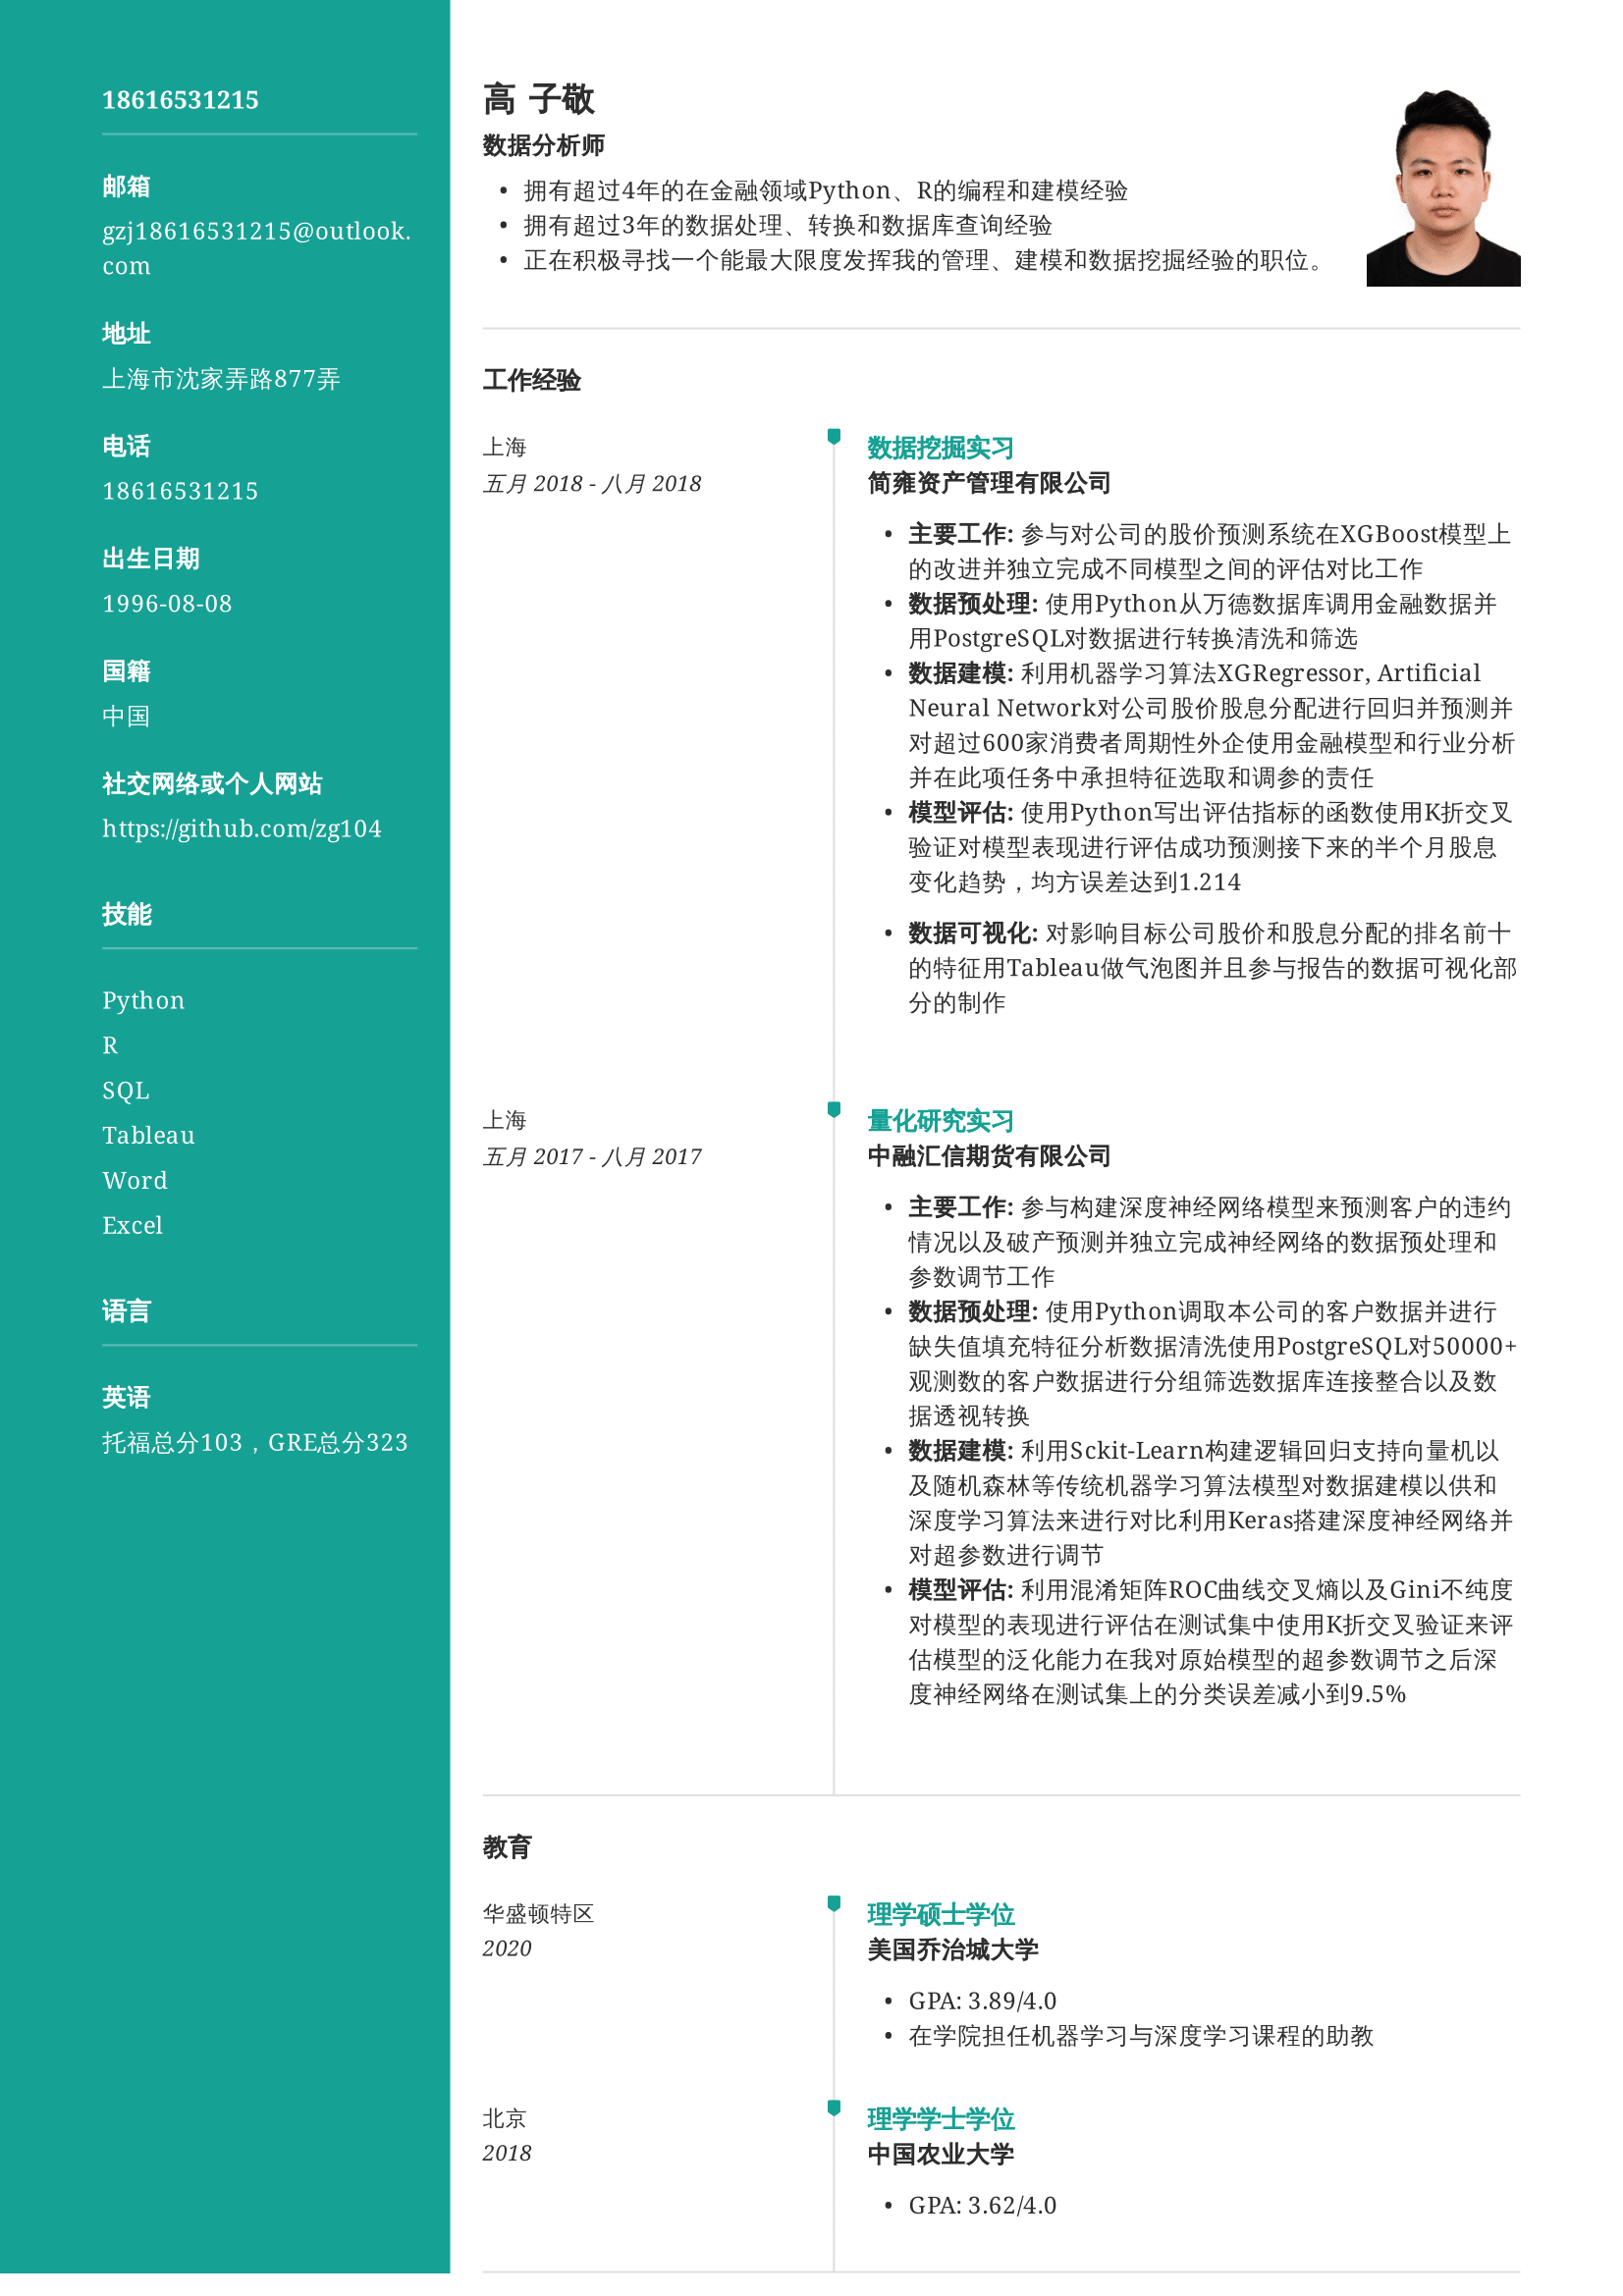 18616531215
邮箱
gzj18616531215@outlook.
com
地址
上海市沈家弄路877弄
电话
18616531215
出生日期
1996-08-08
国籍
中国
社交网络或个人网站
https://github.com/zg104
技能
Python
R
SQL
Tableau
Word
Excel
语言
英语
托福总分103，GRE总分323
高 子敬
数据分析师
• 拥有超过4年的在金融领域Python、R的编程和建模经验
• 拥有超过3年的数据处理、转换和数据库查询经验
• 正在积极寻找一个能最大限度发挥我的管理、建模和数据挖掘经验的职位。
工作经验
上海
五月 2018 - 八月 2018
数据挖掘实习
简雍资产管理有限公司
• 主要工作: 参与对公司的股价预测系统在XGBoost模型上
的改进并独立完成不同模型之间的评估对比工作
• 数据预处理: 使用Python从万德数据库调用金融数据并
用PostgreSQL对数据进行转换清洗和筛选
• 数据建模: 利用机器学习算法XGRegressor, Artificial
Neural Network对公司股价股息分配进行回归并预测并
对超过600家消费者周期性外企使用金融模型和行业分析
并在此项任务中承担特征选取和调参的责任
• 模型评估: 使用Python写出评估指标的函数使用K折交叉
验证对模型表现进行评估成功预测接下来的半个月股息
变化趋势，均方误差达到1.214
• 数据可视化: 对影响目标公司股价和股息分配的排名前十
的特征用Tableau做气泡图并且参与报告的数据可视化部
分的制作
上海
五月 2017 - 八月 2017
量化研究实习
中融汇信期货有限公司
• 主要工作: 参与构建深度神经网络模型来预测客户的违约
情况以及破产预测并独立完成神经网络的数据预处理和
参数调节工作
• 数据预处理: 使用Python调取本公司的客户数据并进行
缺失值填充特征分析数据清洗使用PostgreSQL对50000+
观测数的客户数据进行分组筛选数据库连接整合以及数
据透视转换
• 数据建模: 利用Sckit-Learn构建逻辑回归支持向量机以
及随机森林等传统机器学习算法模型对数据建模以供和
深度学习算法来进行对比利用Keras搭建深度神经网络并
对超参数进行调节
• 模型评估: 利用混淆矩阵ROC曲线交叉熵以及Gini不纯度
对模型的表现进行评估在测试集中使用K折交叉验证来评
估模型的泛化能力在我对原始模型的超参数调节之后深
度神经网络在测试集上的分类误差减小到9.5%
教育
华盛顿特区
2020
理学硕士学位
美国乔治城大学
• GPA: 3.89/4.0
• 在学院担任机器学习与深度学习课程的助教
北京
2018
理学学士学位
中国农业大学
• GPA: 3.62/4.0